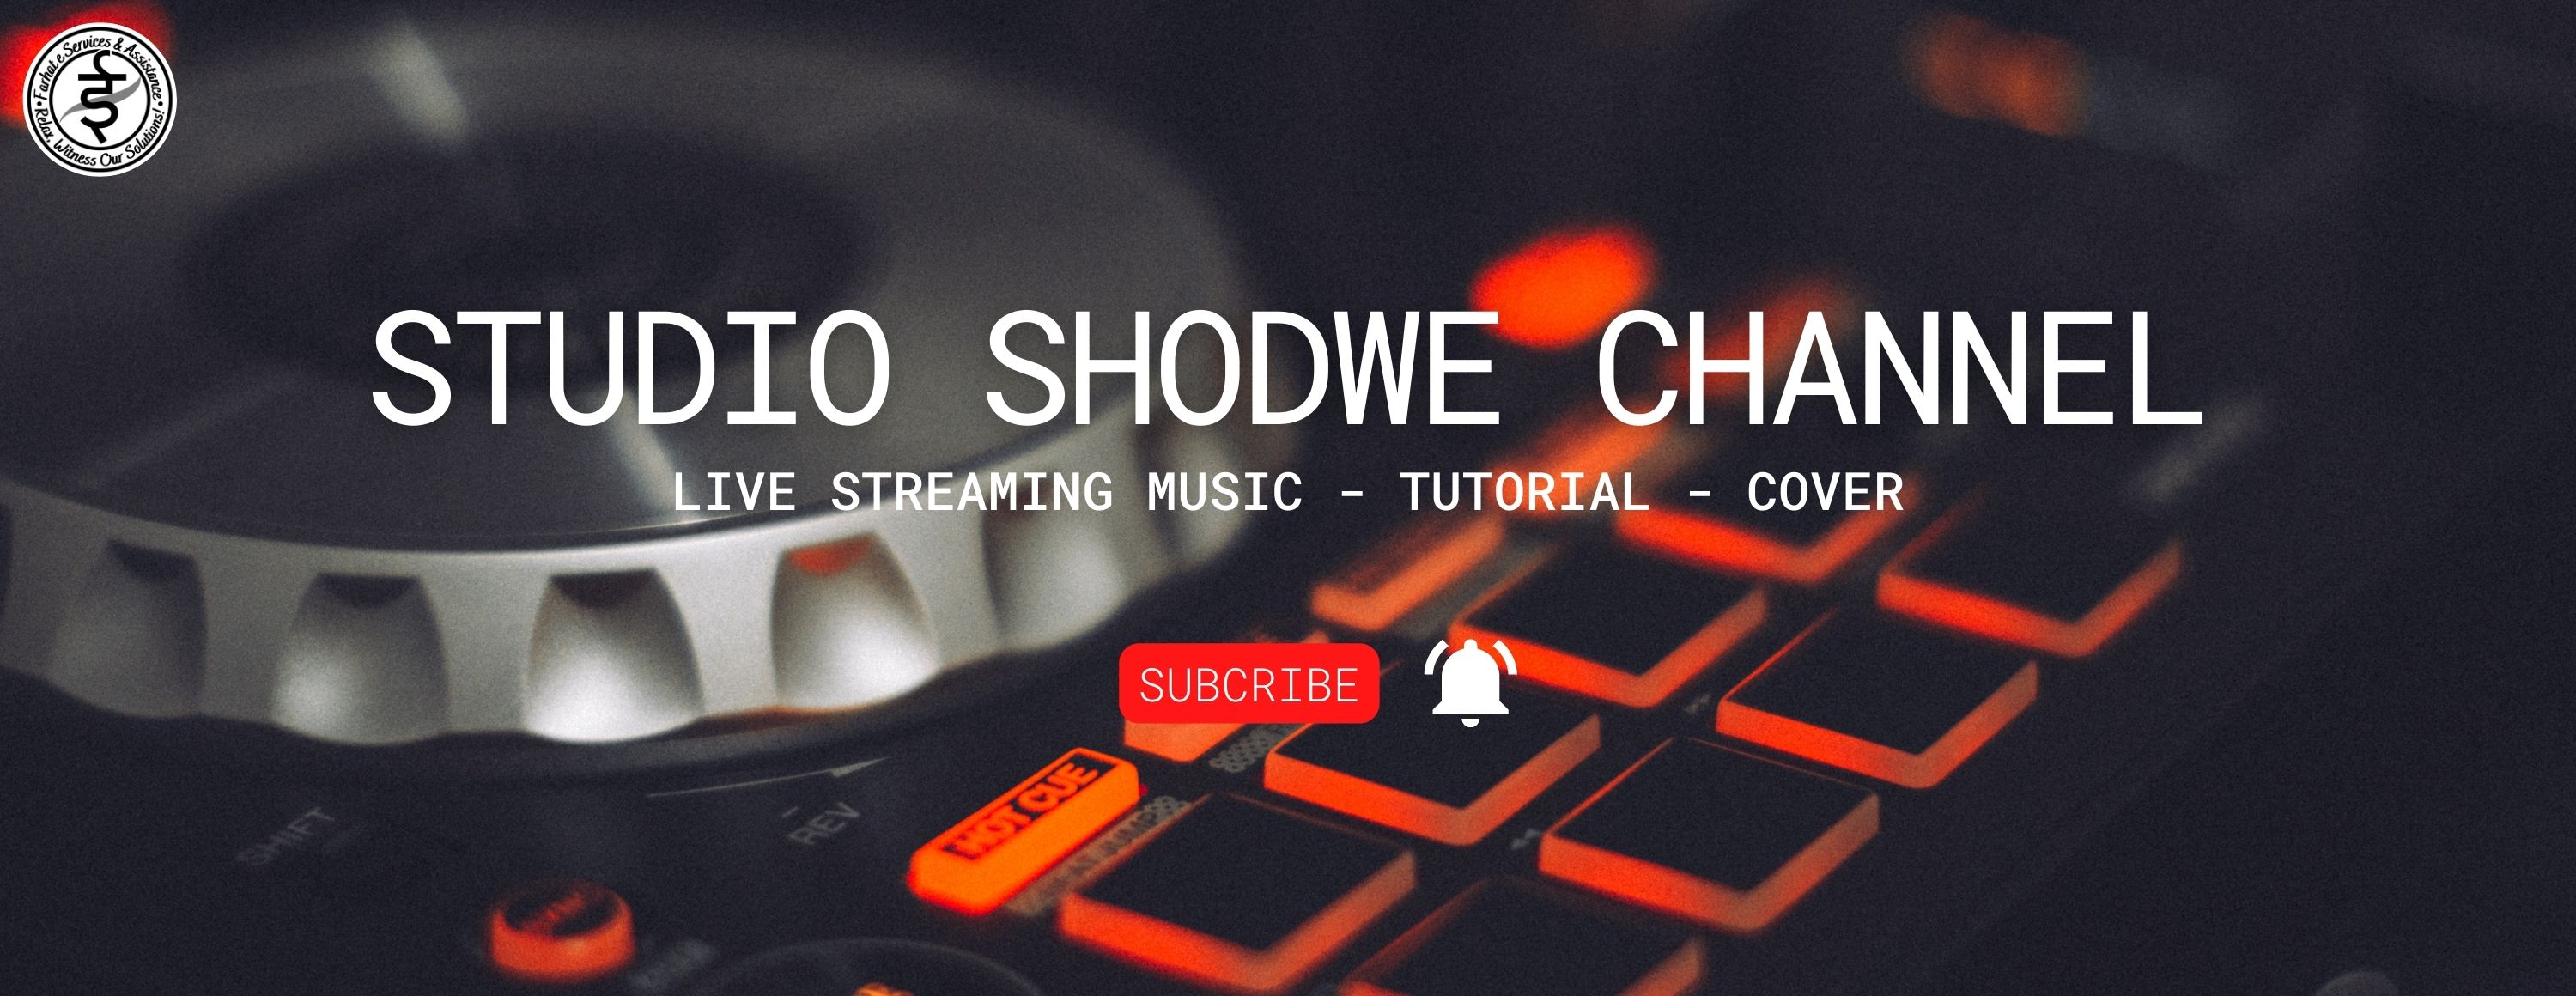 Farhat e Services & Assistance
Relax, Witness Our Solutions!
STUDIO SHODWE CHANNEL
LIVE STREAMING MUSIC - TUTORIAL - COVER
SUBCRIBE
HOT CUE
REV
SHIFT